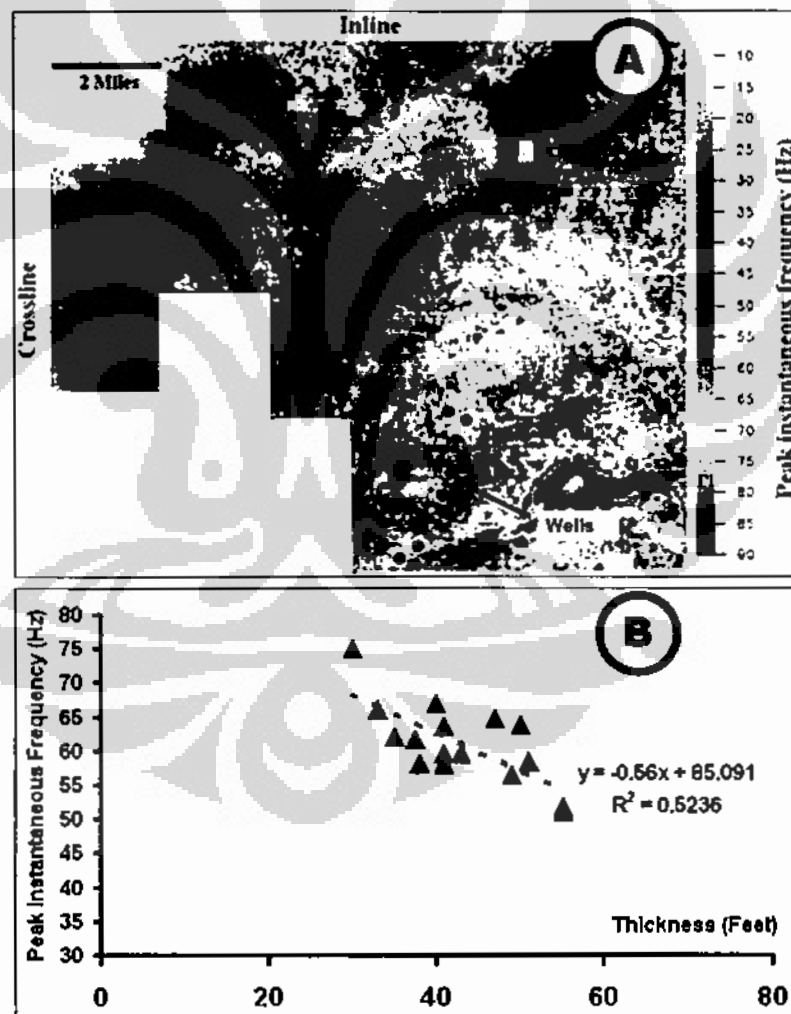 Inline
A
2 Miles
Crossline
10
15
20
25
30
35
40
45
50
55
60
65
70
75
80
85
90
Peak instantaneous frequency (Hz)
Wells
B
Peak Instantaneous Frequency (Hz)
80
75
70
65
60
55
50
45
40
35
30
y = -0.56x + 85.091
R² = 0.5236
Thickness (Feet)
0 20 40 60 80